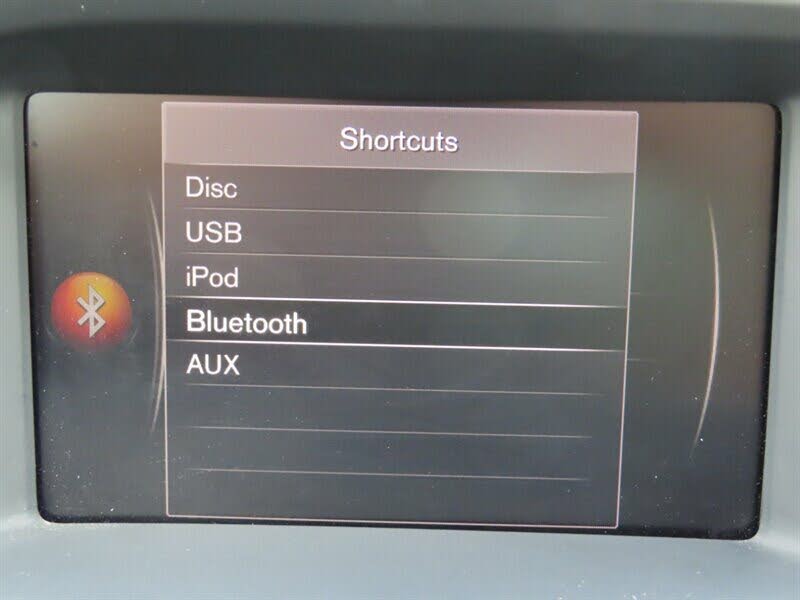 Shortcuts
Disc
USB
iPod
Bluetooth
AUX